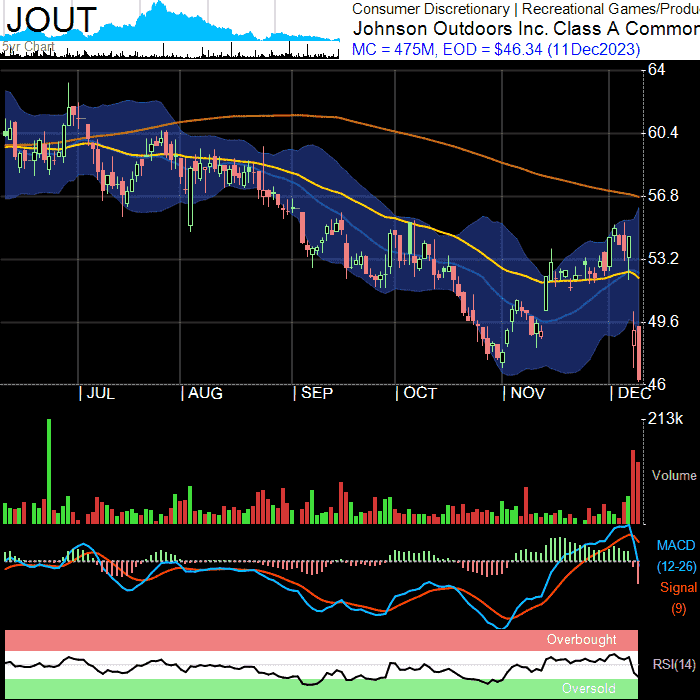 JOUT
5yr Chart
Consumer Discretionary | Recreational Games/Produ
Johnson Outdoors Inc. Class A Common
MC = 475M, EOD = $46.34 (11Dec2023)
64
60.4
56.8
53.2
49.6
46
| JUL | AUG | SEP | OCT | NOV | DEC
213k
Volume
MACD
(12-26)
Signal
(9)
Overbought
RSI(14)
Oversold